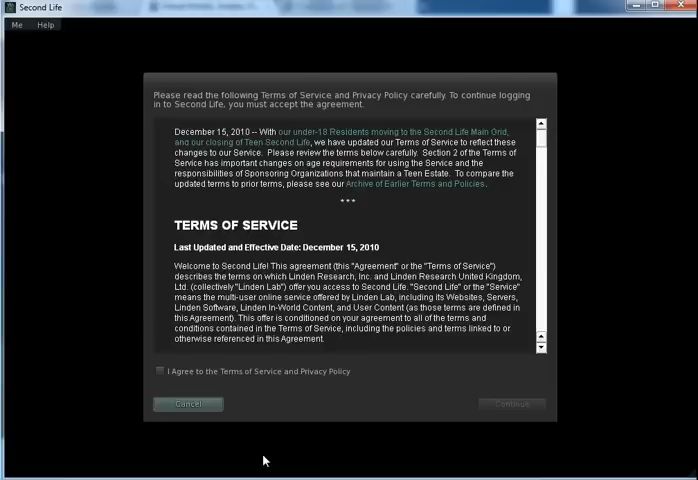 Second Life
Me Help
Please read the following Terms of Service and Privacy Policy carefully. To continue logging
in to Second Life, you must accept the agreement.
December 15, 2010 -- With our under-18 Residents moving to the Second Life Main Grid,
and our closing of Teen Second Life, we have updated our Terms of Service to reflect these
changes to our Service. Please review the terms below carefully. Section 2 of the Terms of
Service has important changes on age requirements for using the Service and the
responsibilities of Sponsoring Organizations that maintain a Teen Estate. To compare the
updated terms to prior terms, please see our Archive of Earlier Terms and Policies.
***
TERMS OF SERVICE
Last Updated and Effective Date: December 15, 2010
Welcome to Second Life! This agreement (this "Agreement" or the "Terms of Service")
describes the terms on which Linden Research, Inc. and Linden Research United Kingdom,
Ltd. (collectively "Linden Lab") offer you access to Second Life. "Second Life" or the "Service"
means the multi-user online service offered by Linden Lab, including its Websites, Servers,
Linden Software, Linden In-World Content, and User Content (as those terms are defined in
this Agreement). This offer is conditioned on your agreement to all of the terms and
conditions contained in the Terms of Service, including the policies and terms linked to or
otherwise referenced in this Agreement.
I Agree to the Terms of Service and Privacy Policy
Cancel Continue